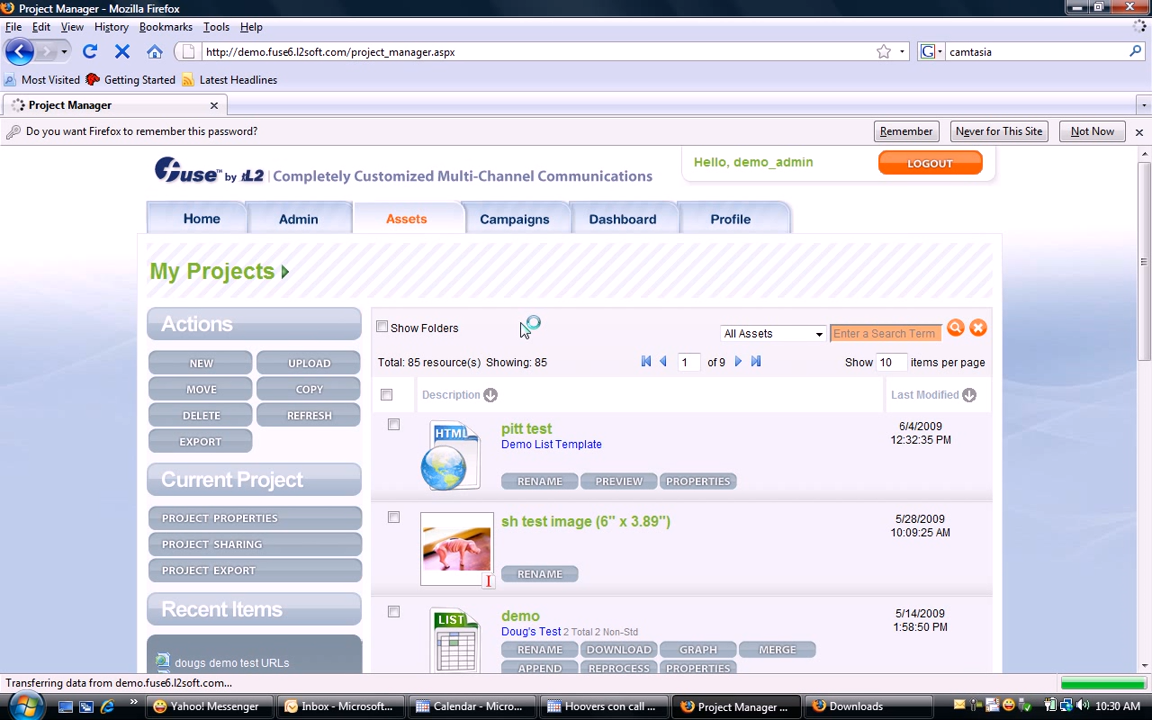 Project Manager - Mozilla Firefox
File Edit View History Bookmarks Tools Help
http://demo.fuse6.l2soft.com/project_manager.aspx
G camtasia
Most Visited Getting Started Latest Headlines
Project Manager
Do you want Firefox to remember this password?
Remember Never for This Site Not Now
fuse™ by L2 Completely Customized Multi-Channel Communications
Hello, demo_admin
LOGOUT
Home Admin Assets Campaigns Dashboard Profile
My Projects
Actions
NEW UPLOAD
MOVE COPY
DELETE REFRESH
EXPORT
Current Project
PROJECT PROPERTIES
PROJECT SHARING
PROJECT EXPORT
Recent Items
dougs demo test URLs
Show Folders
All Assets Enter a Search Term
Total: 85 resource(s) Showing: 85
1 of 9
Show 10 items per page
Description Last Modified
HTML
pitt test
Demo List Template
RENAME PREVIEW PROPERTIES
6/4/2009
12:32:35 PM
I
sh test image (6" x 3.89")
RENAME
5/28/2009
10:09:25 AM
LIST
demo
Doug's Test 2 Total 2 Non-Std
RENAME DOWNLOAD GRAPH MERGE
APPEND REPROCESS PROPERTIES
5/14/2009
1:58:50 PM
Transferring data from demo.fuse6.l2soft.com...
Yahoo! Messenger Inbox - Microsoft... Calendar - Micro... Hoovers con call ... Project Manager ... Downloads 10:30 AM